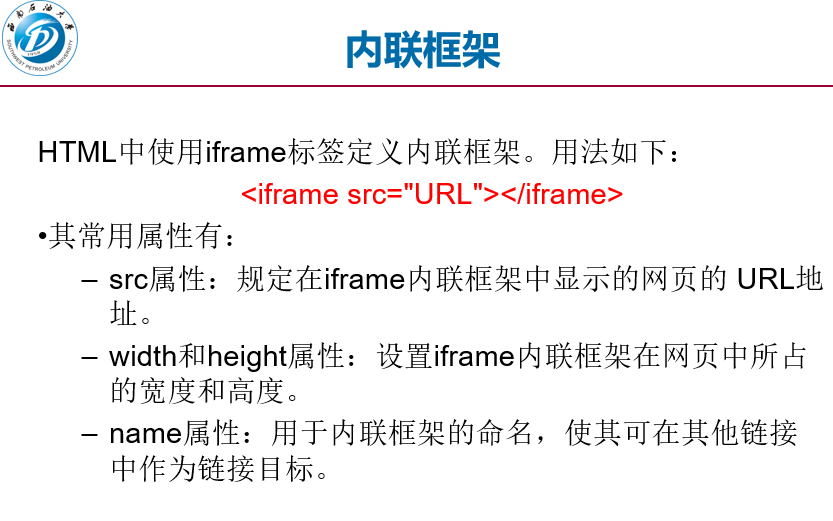 西南石油大学
SOUTHWEST PETROLEUM UNIVERSITY
1958
内联框架
HTML中使用iframe标签定义内联框架。用法如下：
<iframe src="URL"></iframe>
•其常用属性有：
– src属性：规定在iframe内联框架中显示的网页的 URL地
址。
– width和height属性：设置iframe内联框架在网页中所占
的宽度和高度。
– name属性：用于内联框架的命名，使其可在其他链接
中作为链接目标。